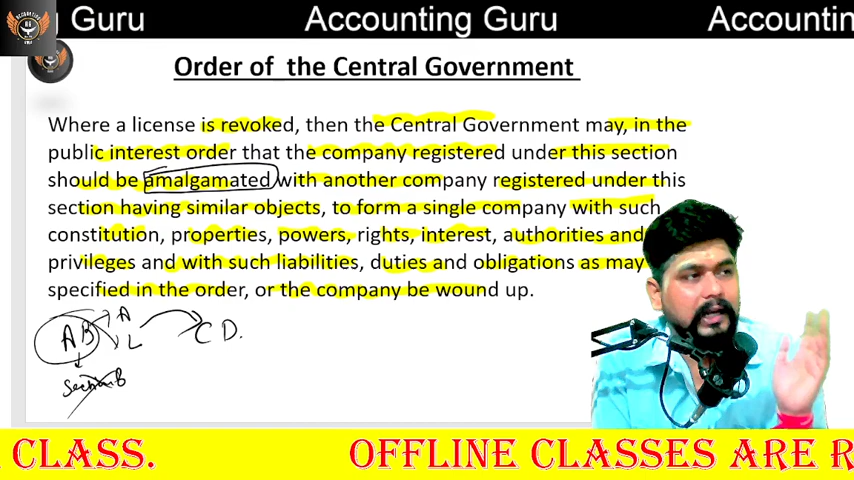 g Guru
Accounting Guru
Accountin
Order of the Central Government
Where a license is revoked, then the Central Government may, in the
public interest order that the company registered under this section
should be amalgamated with another company registered under this
section having similar objects, to form a single company with such
constitution, properties, powers, rights, interest, authorities and
privileges and with such liabilities, duties and obligations as may
specified in the order, or the company be wound up.
AB A
L C D.
Section 8
CLASS.
OFFLINE CLASSES ARE R